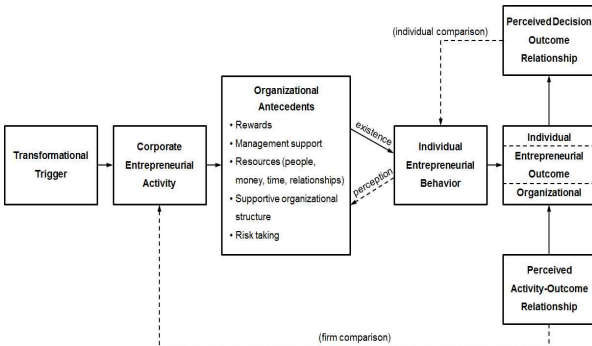 Transformational
Trigger
Corporate
Entrepreneurial
Activity
Organizational
Antecedents
• Rewards
• Management support
• Resources (people,
money, time, relationships)
• Supportive organizational
structure
• Risk taking
existence
perception
(individual comparison)
Individual
Entrepreneurial
Behavior
Perceived Decision
Outcome
Relationship
Individual
Entrepreneurial
Outcome
Organizational
Perceived
Activity-Outcome
Relationship
(firm comparison)